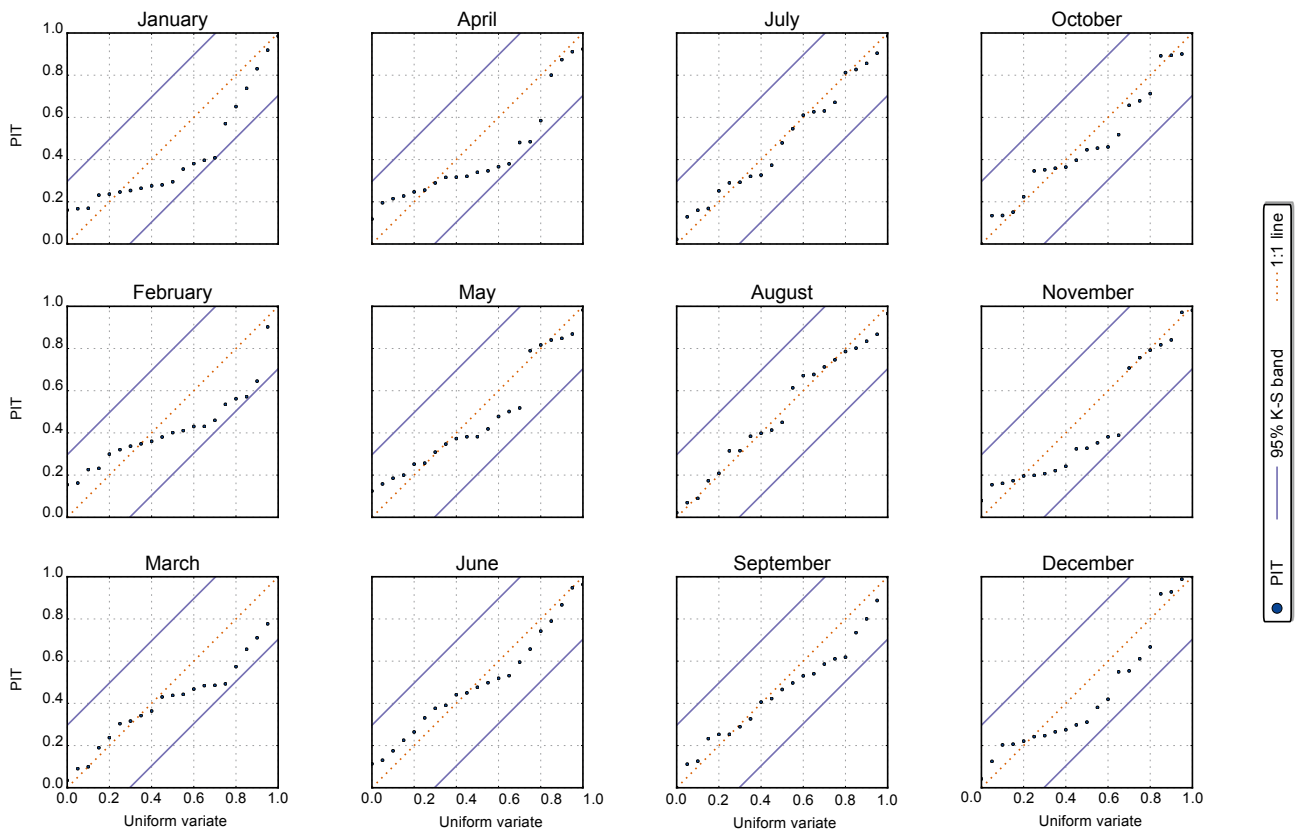 January April July October
1.0
0.8
0.6
0.4
0.2
0.0
PIT
February May August November
1.0
0.8
0.6
0.4
0.2
0.0
PIT
March June September December
1.0
0.8
0.6
0.4
0.2
0.0
PIT
0.0 0.2 0.4 0.6 0.8 1.0 0.0 0.2 0.4 0.6 0.8 1.0 0.0 0.2 0.4 0.6 0.8 1.0 0.0 0.2 0.4 0.6 0.8 1.0
Uniform variate Uniform variate Uniform variate Uniform variate
PIT 95% K-S band 1:1 line